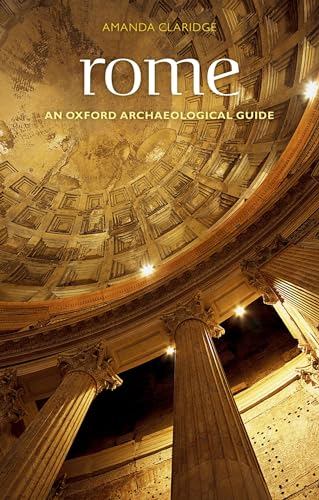 AMANDA CLARIDGE
rome
AN OXFORD ARCHAEOLOGICAL GUIDE